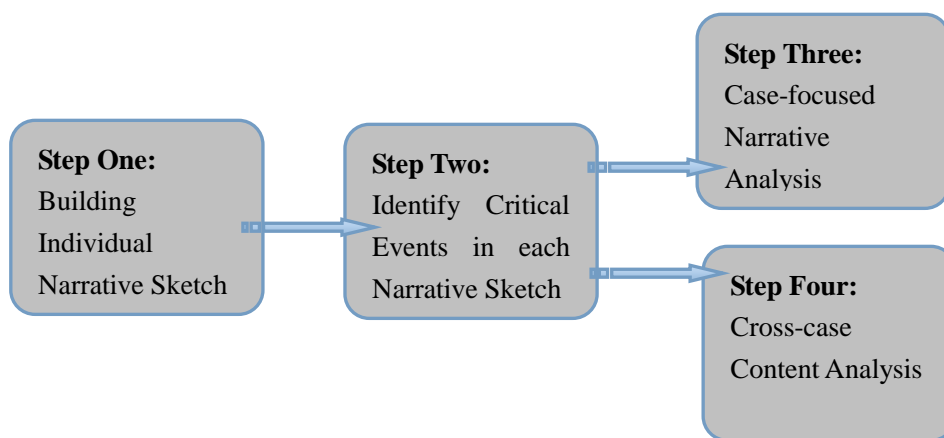 Step One:
Building
Individual
Narrative Sketch
Step Two:
Identify Critical
Events in each
Narrative Sketch
Step Three:
Case-focused
Narrative
Analysis
Step Four:
Cross-case
Content Analysis